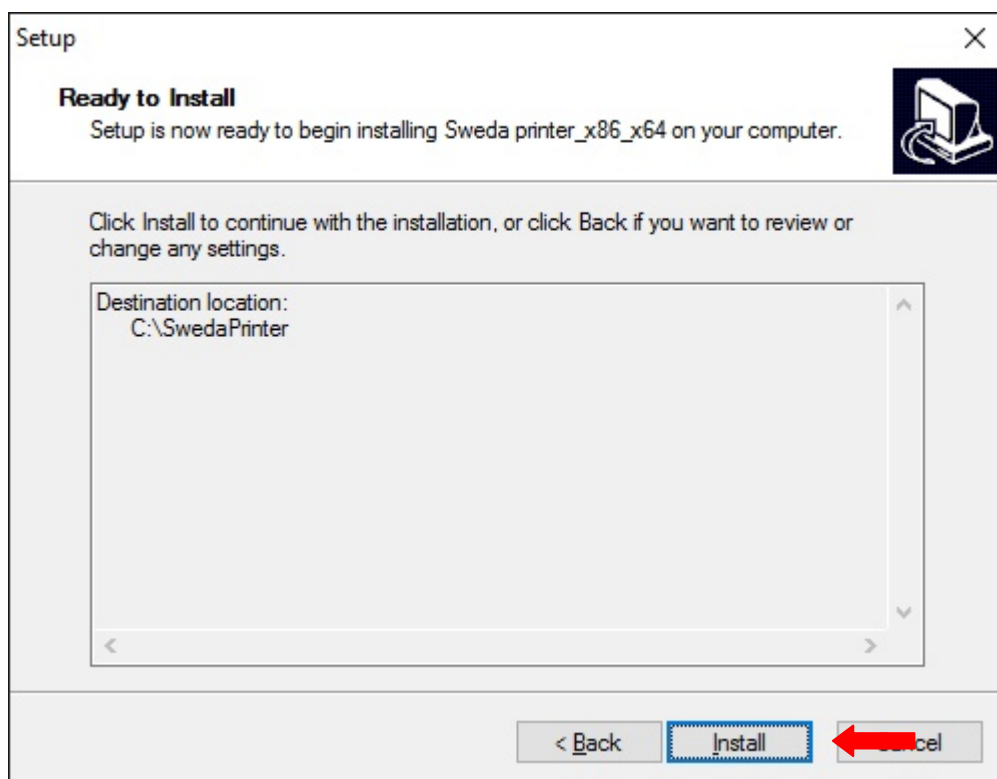 Setup
Ready to Install
Setup is now ready to begin installing Sweda printer_x86_x64 on your computer.
Click Install to continue with the installation, or click Back if you want to review or
change any settings.
Destination location:
C:\SwedaPrinter
< Back
Install